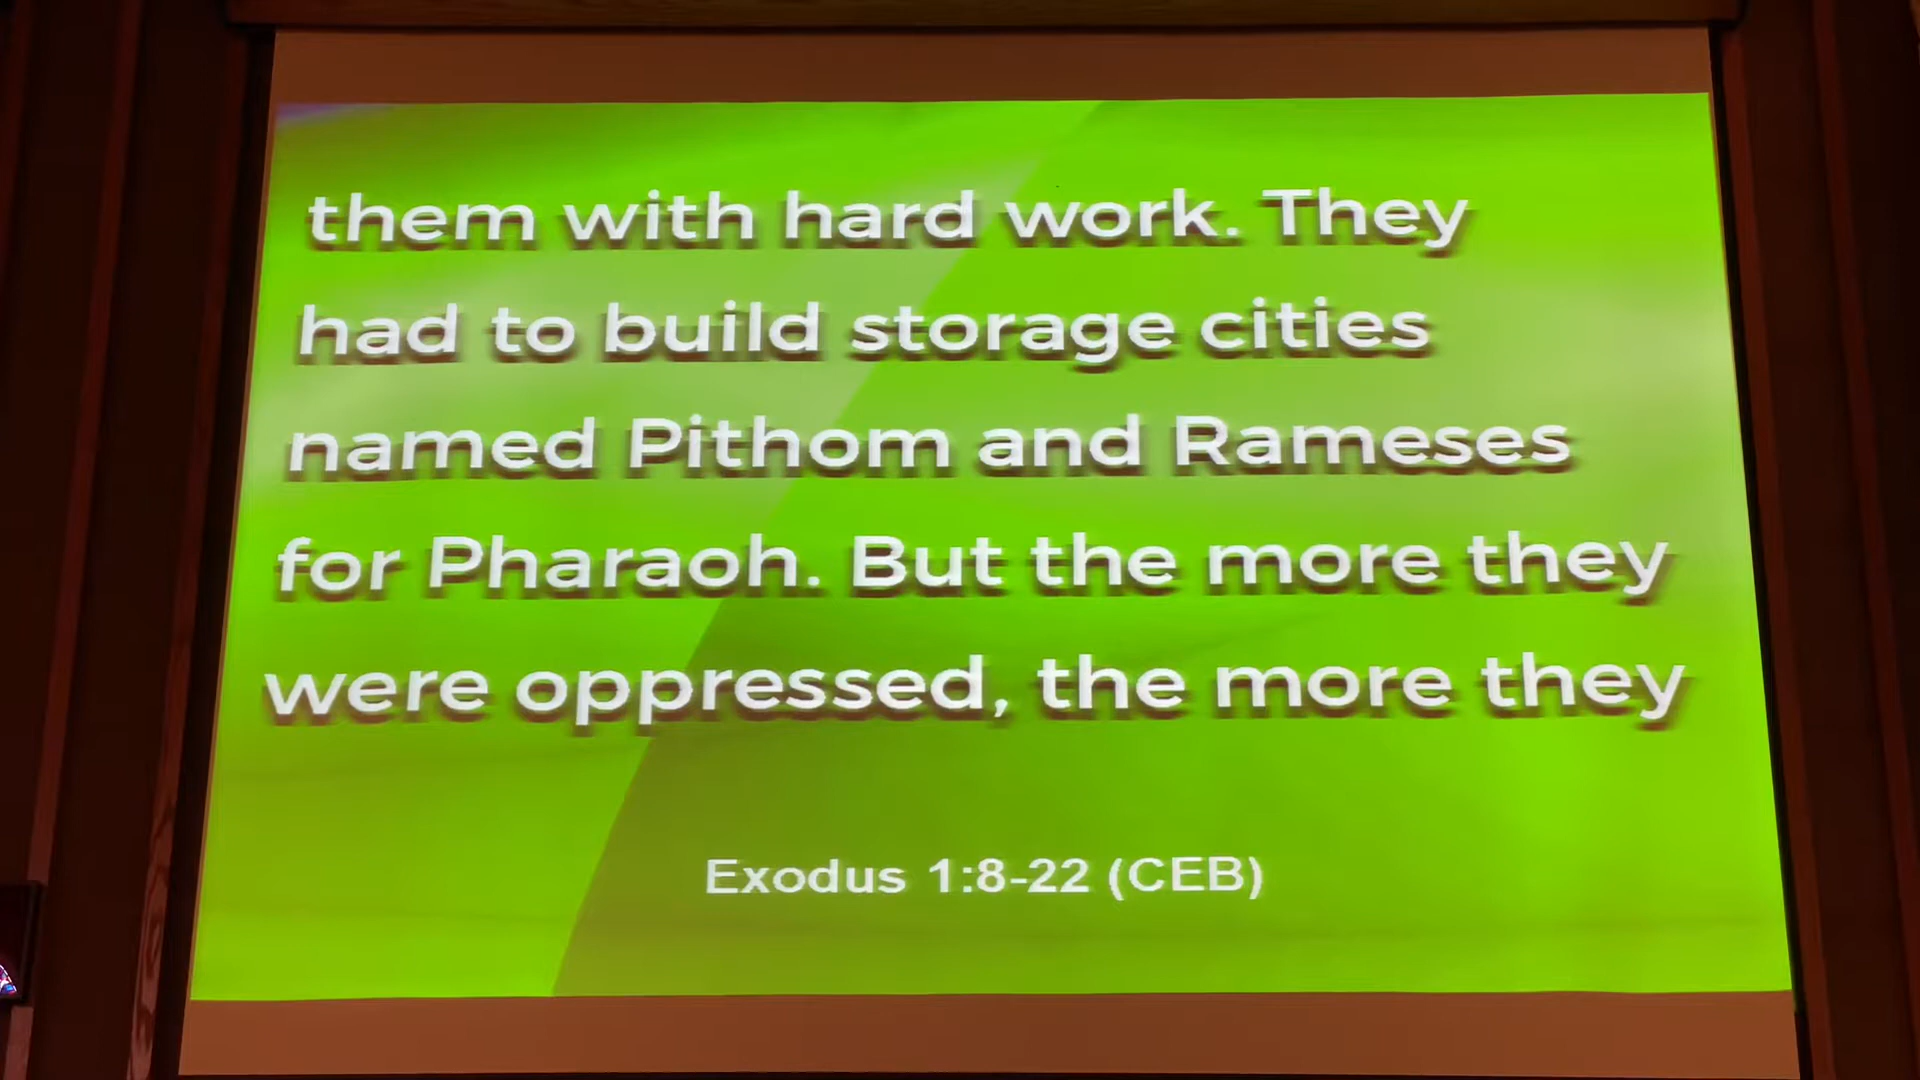 them with hard work. They
had to build storage cities
named Pithom and Rameses
for Pharaoh. But the more they
were oppressed, the more they
Exodus 1:8-22 (CEB)